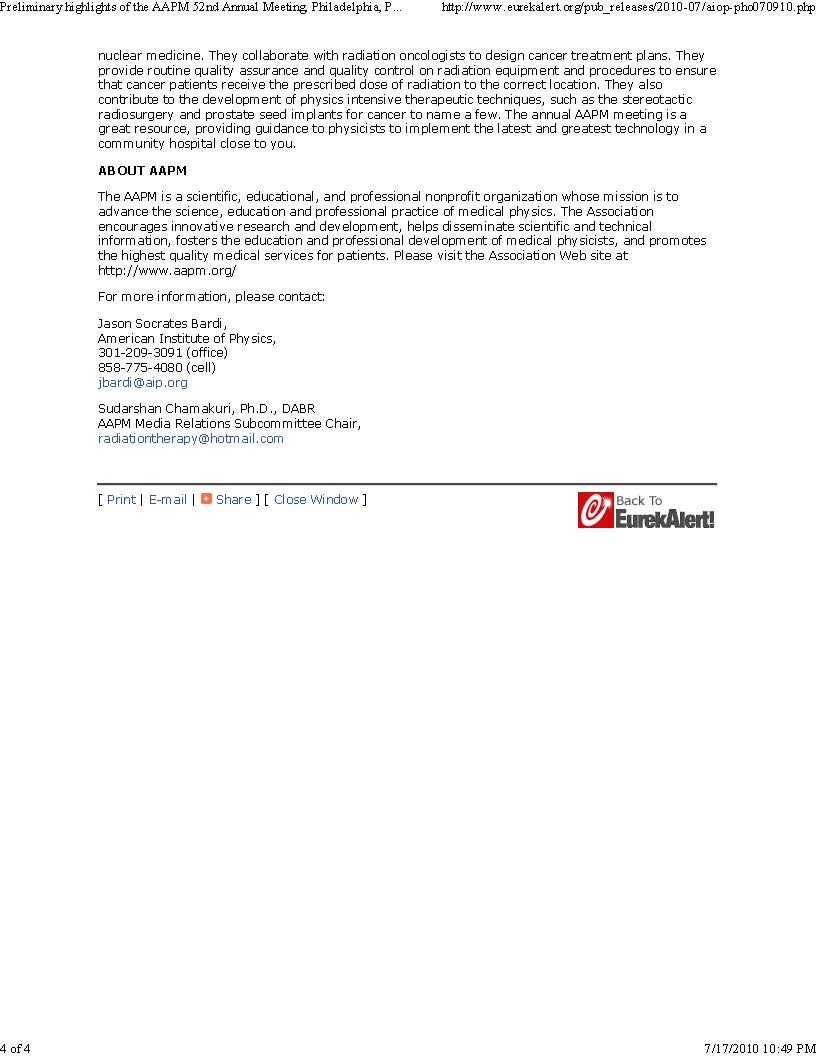 Preliminary highlights of the AAPM 52nd Annual Meeting, Philadelphia, P... http://www.eurekalert.org/pub_releases/2010-07/aiop-pho070910.php
nuclear medicine. They collaborate with radiation oncologists to design cancer treatment plans. They
provide routine quality assurance and quality control on radiation equipment and procedures to ensure
that cancer patients receive the prescribed dose of radiation to the correct location. They also
contribute to the development of physics intensive therapeutic techniques, such as the stereotactic
radiosurgery and prostate seed implants for cancer to name a few. The annual AAPM meeting is a
great resource, providing guidance to physicists to implement the latest and greatest technology in a
community hospital close to you.
ABOUT AAPM
The AAPM is a scientific, educational, and professional nonprofit organization whose mission is to
advance the science, education and professional practice of medical physics. The Association
encourages innovative research and development, helps disseminate scientific and technical
information, fosters the education and professional development of medical physicists, and promotes
the highest quality medical services for patients. Please visit the Association Web site at
http://www.aapm.org/
For more information, please contact:
Jason Socrates Bardi,
American Institute of Physics,
301-209-3091 (office)
858-775-4080 (cell)
jbardi@aip.org
Sudarshan Chamakuri, Ph.D., DABR
AAPM Media Relations Subcommittee Chair,
radiationtherapy@hotmail.com
[ Print | E-mail | Share ] [ Close Window ]
Back To
EurekAlert!
4 of 4 7/17/2010 10:49 PM